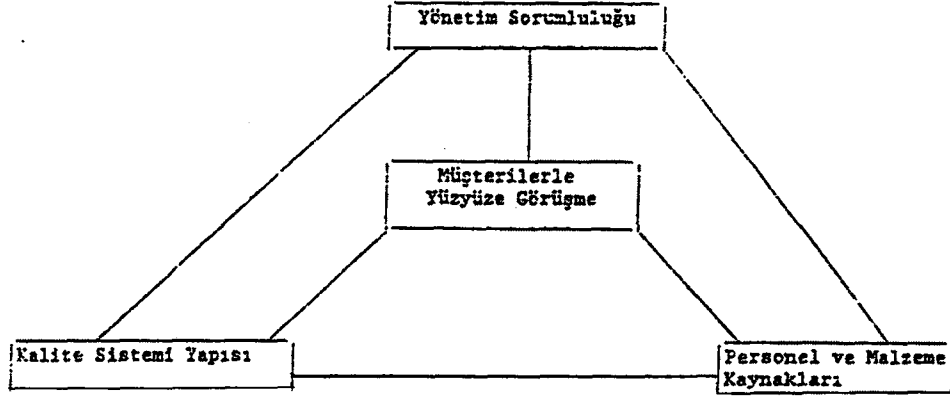 Yönetim Sorumluluğu
Müşterilerle
Yüzyüze Görüşme
Kalite Sistemi Yapısı
Personel ve Malzeme
Kaynakları